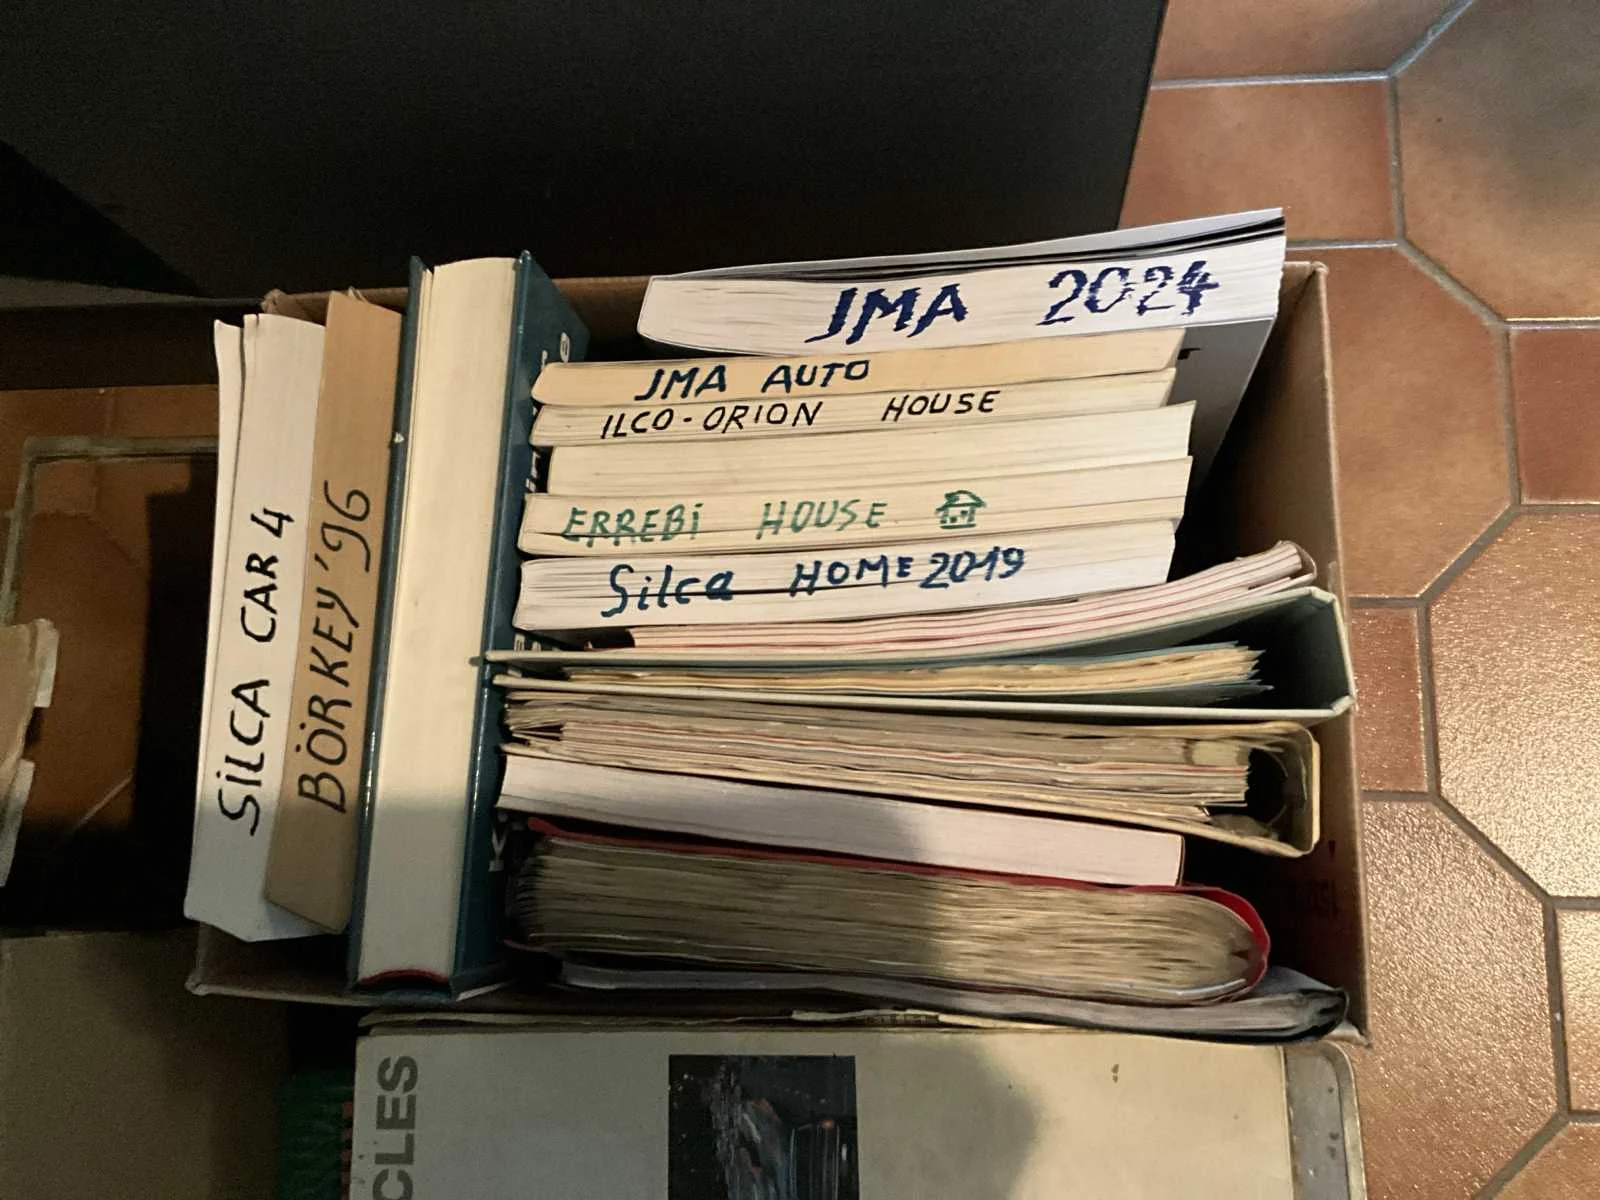 JMA 2024
JMA AUTO
ILCO-ORION HOUSE
ERREBi HOUSE
Silca HOME 2019
SiLCA CAR 4
BÖRKEY '96
CLES